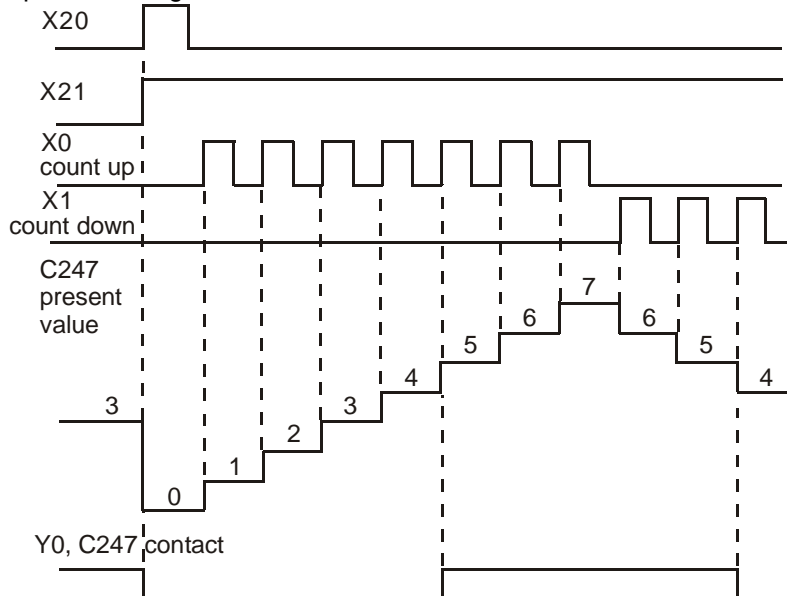 X20
X21
X0
count up
X1
count down
C247
present
value
7
6
6
5
5
4
4
3
3
2
1
0
Y0, C247 contact